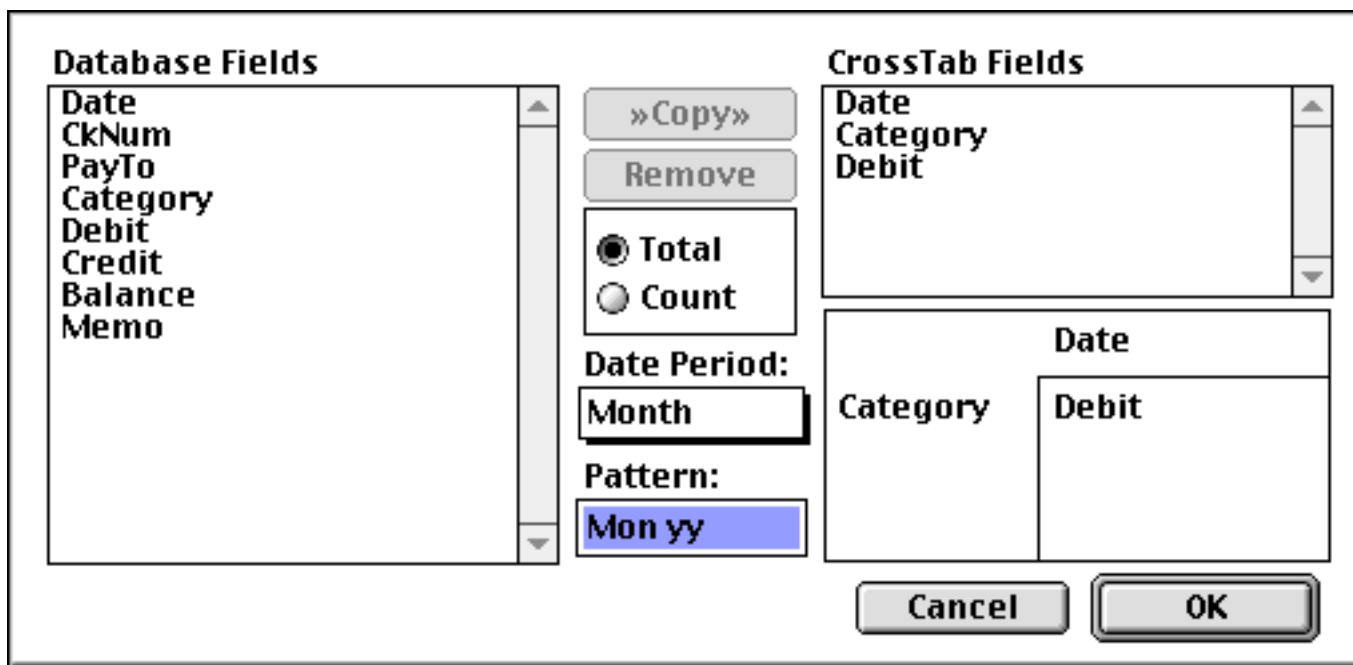 Database Fields
Date
CkNum
PayTo
Category
Debit
Credit
Balance
Memo
»Copy»
Remove
Total
Count
Date Period:
Month
Pattern:
Mon yy
CrossTab Fields
Date
Category
Debit
Date
Category
Debit
Cancel
OK